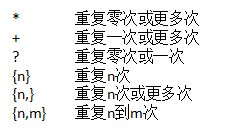 * 重复零次或更多次
+ 重复一次或更多次
? 重复零次或一次
{n} 重复n次
{n,} 重复n次或更多次
{n,m} 重复n到m次